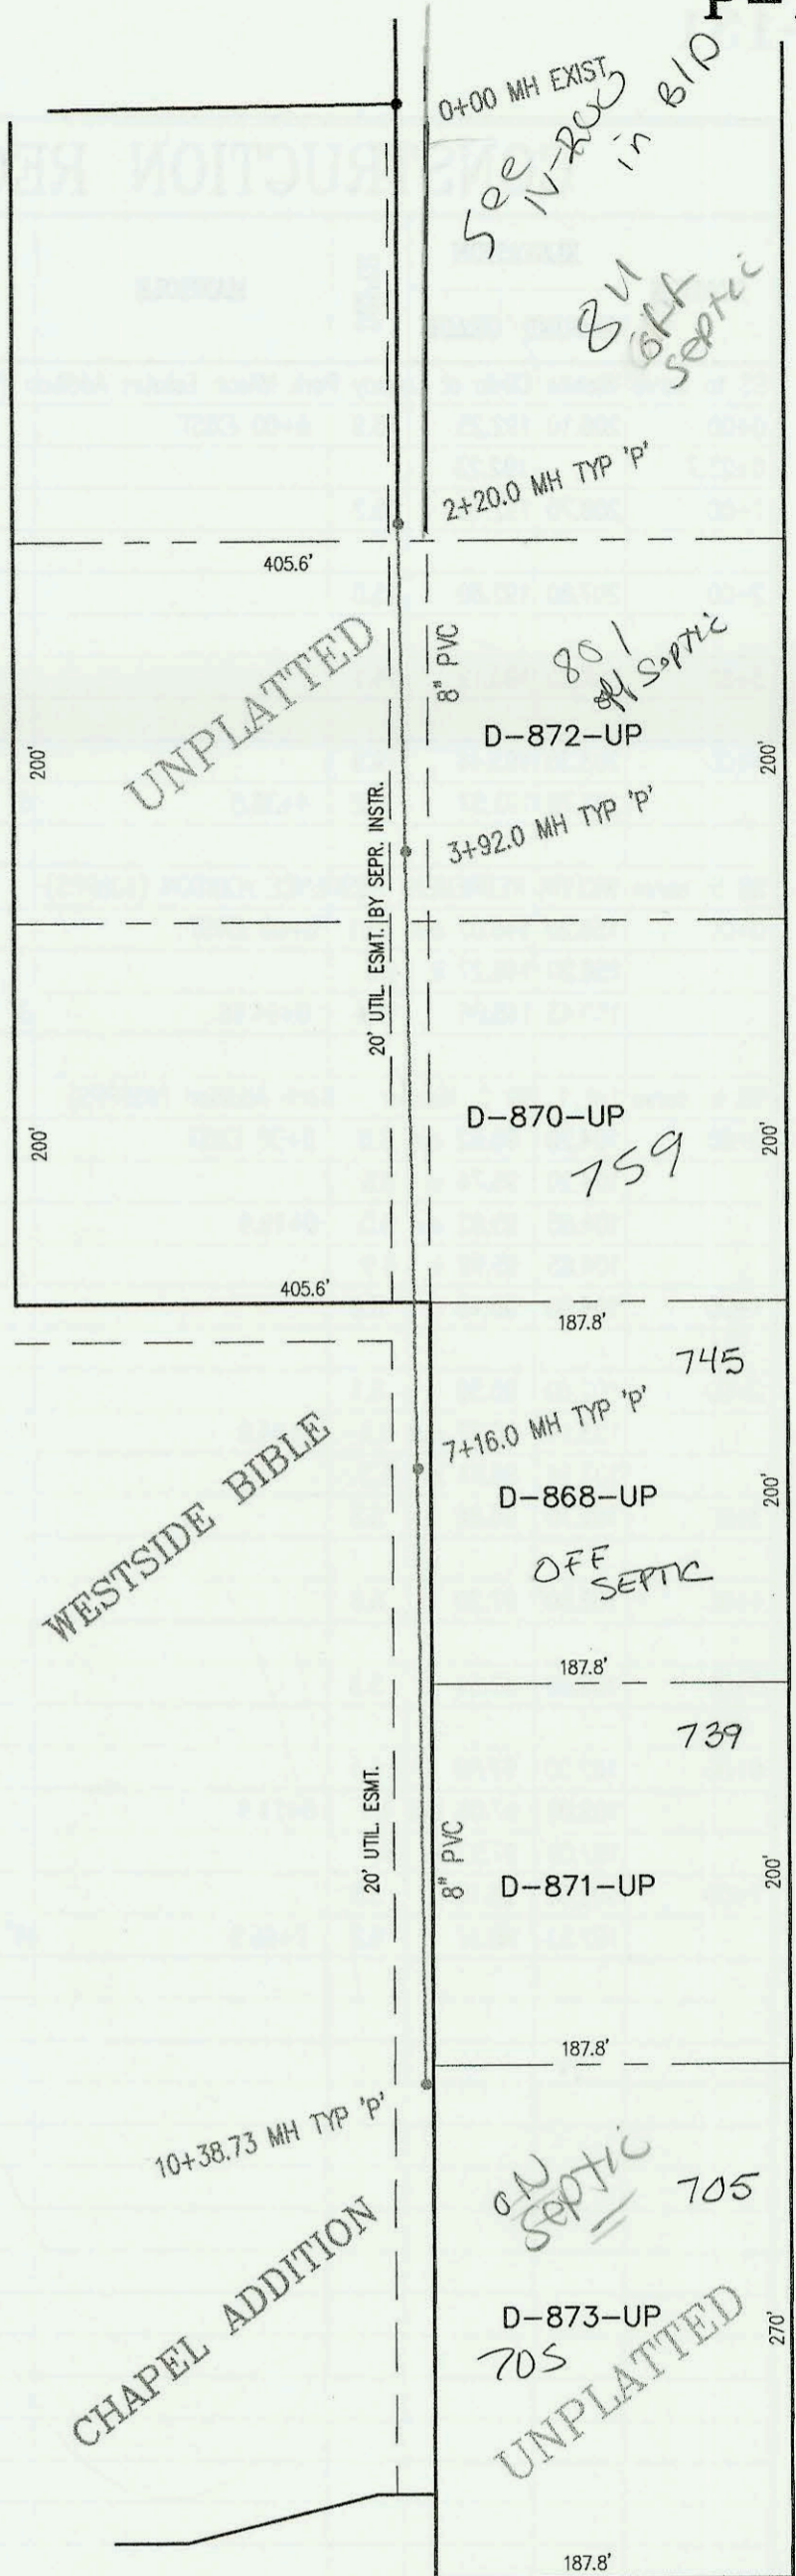 0+00 MH EXIST
See
IV-ROO
in BID
811
OFF
Septic
2+20.0 MH TYP 'P'
405.6'
UNPLATTED
8" PVC
801
off Septic
D-872-UP
200'
200'
3+92.0 MH TYP 'P'
20' UTIL. ESMT. BY SEPR. INSTR.
D-870-UP
759
200'
200'
405.6'
187.8'
745
7+16.0 MH TYP 'P'
WESTSIDE BIBLE
D-868-UP
200'
OFF
SEPTIC
187.8'
739
20' UTIL. ESMT.
8" PVC
D-871-UP
200'
187.8'
10+38.73 MH TYP 'P'
ON
Septic
705
CHAPEL ADDITION
D-873-UP
705
270'
UNPLATTED
187.8'